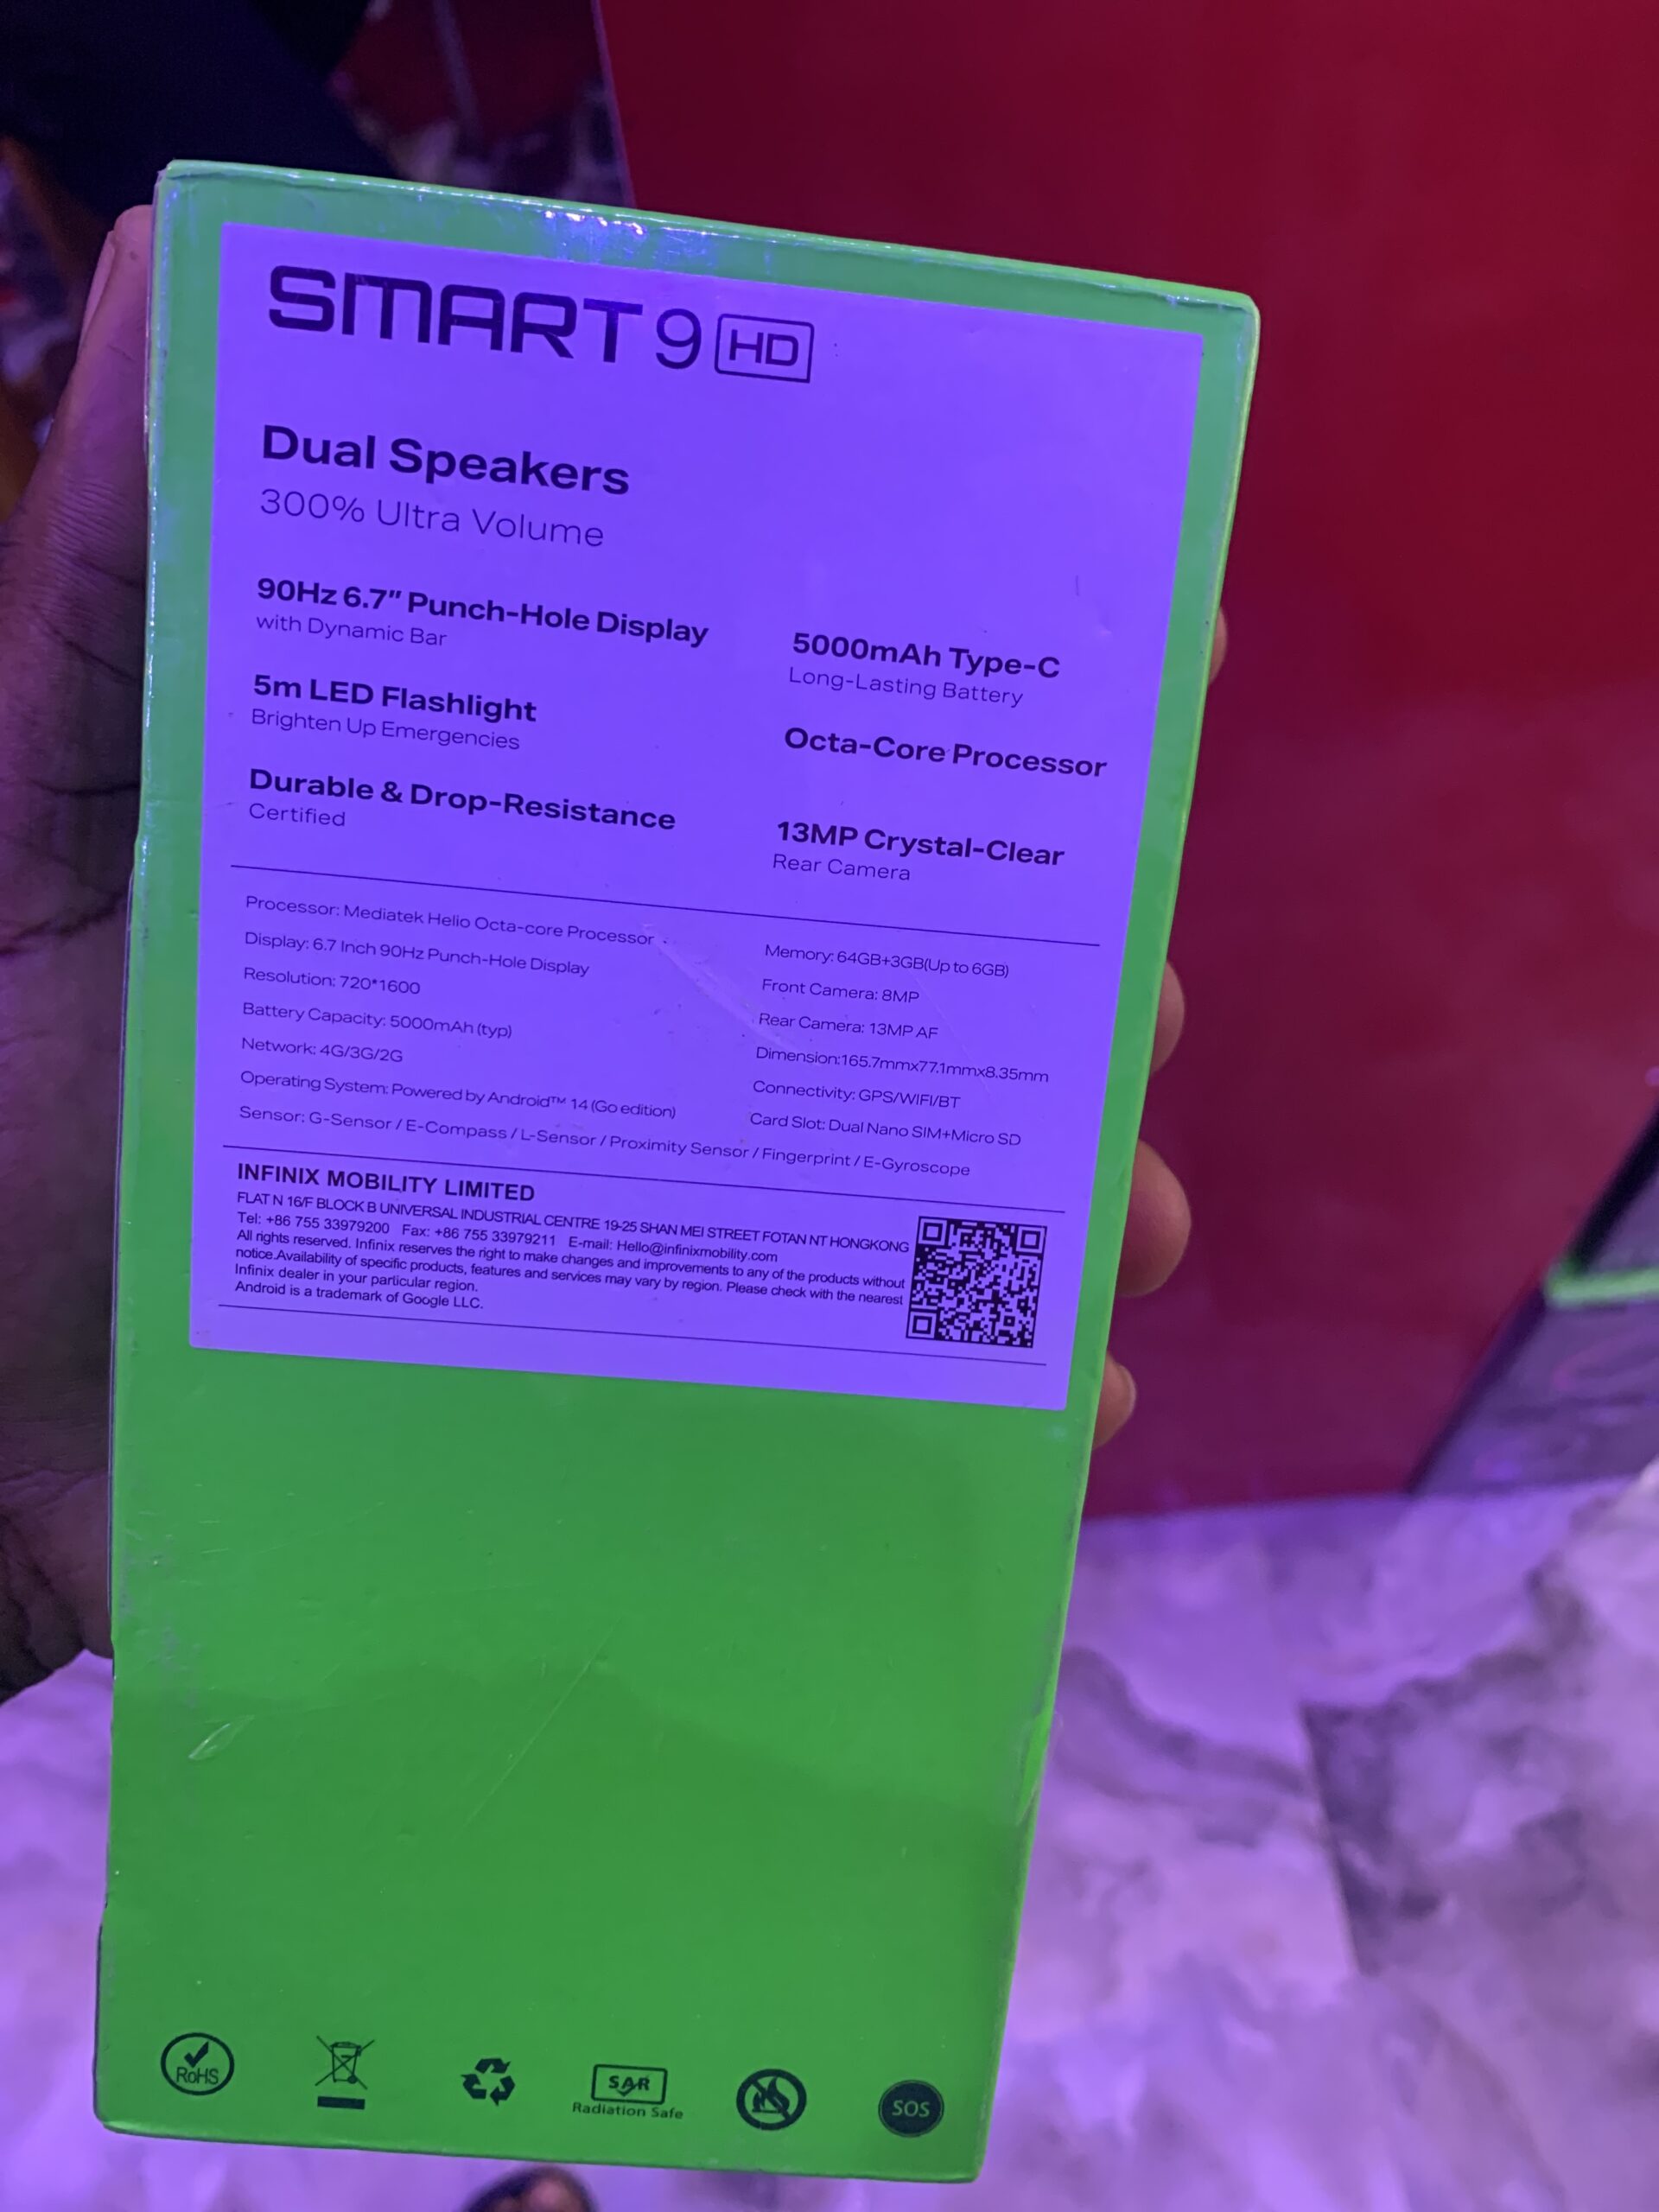 SMART 9 HD
Dual Speakers
300% Ultra Volume
90Hz 6.7" Punch-Hole Display
with Dynamic Bar
5m LED Flashlight
Brighten Up Emergencies
Durable & Drop-Resistance
Certified
5000mAh Type-C
Long-Lasting Battery
Octa-Core Processor
13MP Crystal-Clear
Rear Camera
Processor: Mediatek Helio Octa-core Processor
Display: 6.7 Inch 90Hz Punch-Hole Display
Resolution: 720*1600
Battery Capacity: 5000mAh (typ)
Network: 4G/3G/2G
Operating System: Powered by Android™ 14 (Go edition)
Sensor: G-Sensor / E-Compass / L-Sensor / Proximity Sensor / Fingerprint / E-Gyroscope
Memory: 64GB+3GB(Up to 6GB)
Front Camera: 8MP
Rear Camera: 13MP AF
Dimension:165.7mmx77.1mmx8.35mm
Connectivity: GPS/WIFI/BT
Card Slot: Dual Nano SIM+Micro SD
INFINIX MOBILITY LIMITED
FLAT N 16/F BLOCK B UNIVERSAL INDUSTRIAL CENTRE 19-25 SHAN MEI STREET FOTAN NT HONGKONG
Tel: +86 755 33979200 Fax: +86 755 33979211 E-mail: Hello@infinixmobility.com
All rights reserved. Infinix reserves the right to make changes and improvements to any of the products without
notice.Availability of specific products, features and services may vary by region. Please check with the nearest
Infinix dealer in your particular region.
Android is a trademark of Google LLC.
RoHS
SAR
Radiation Safe
SOS